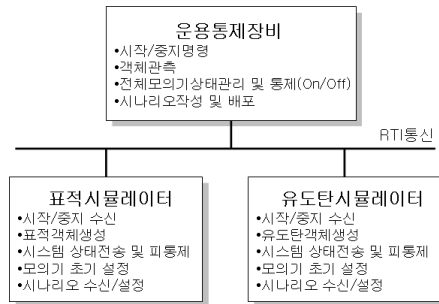 운용통제장비
•시작/중지명령
•객체관측
•전체모의기상태관리 및 통제(On/Off)
•시나리오작성 및 배포
RTI통신
표적시뮬레이터
•시작/중지 수신
•표적객체생성
•시스템 상태전송 및 피통제
•모의기 초기 설정
•시나리오 수신/설정
유도탄시뮬레이터
•시작/중지 수신
•유도탄객체생성
•시스템 상태전송 및 피통제
•모의기 초기 설정
•시나리오 수신/설정